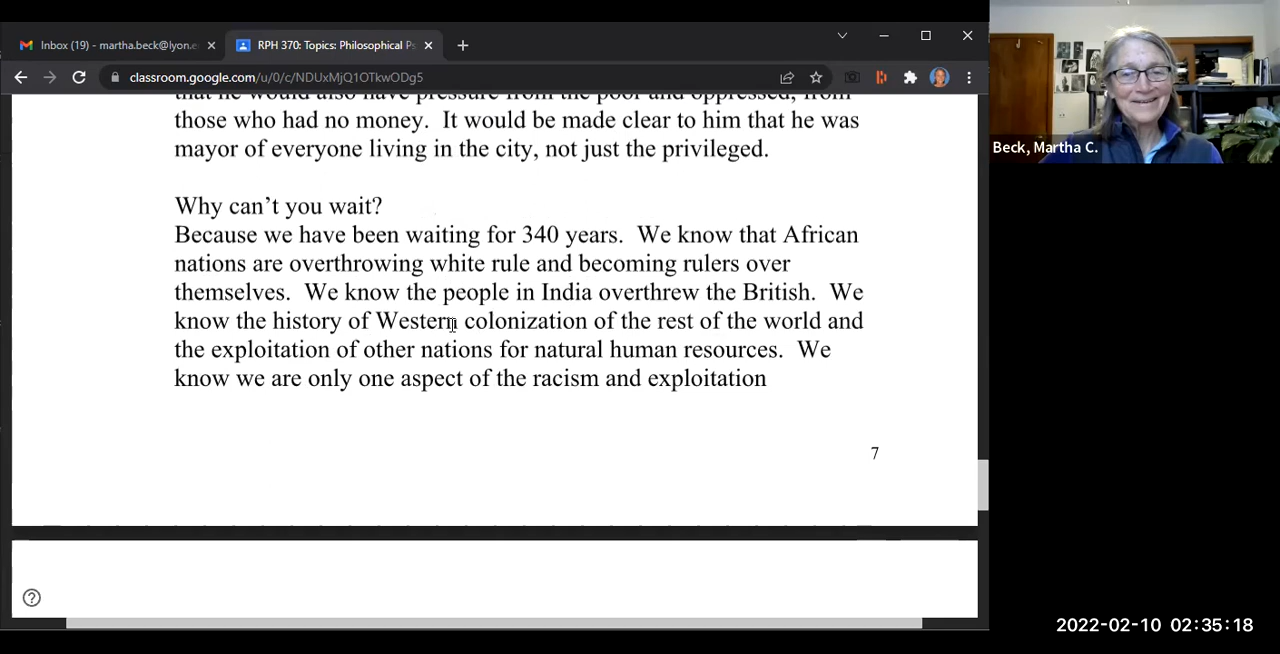 Inbox (19) - martha.beck@lyon.e
RPH 370: Topics: Philosophical Ps
classroom.google.com/u/0/c/NDUxMjQ1OTkwODg5
that he would also have pressure from the poor and oppressed, from
those who had no money. It would be made clear to him that he was
mayor of everyone living in the city, not just the privileged.
Why can't you wait?
Because we have been waiting for 340 years. We know that African
nations are overthrowing white rule and becoming rulers over
themselves. We know the people in India overthrew the British. We
know the history of Western colonization of the rest of the world and
the exploitation of other nations for natural human resources. We
know we are only one aspect of the racism and exploitation
7
Beck, Martha C.
2022-02-10 02:35:18